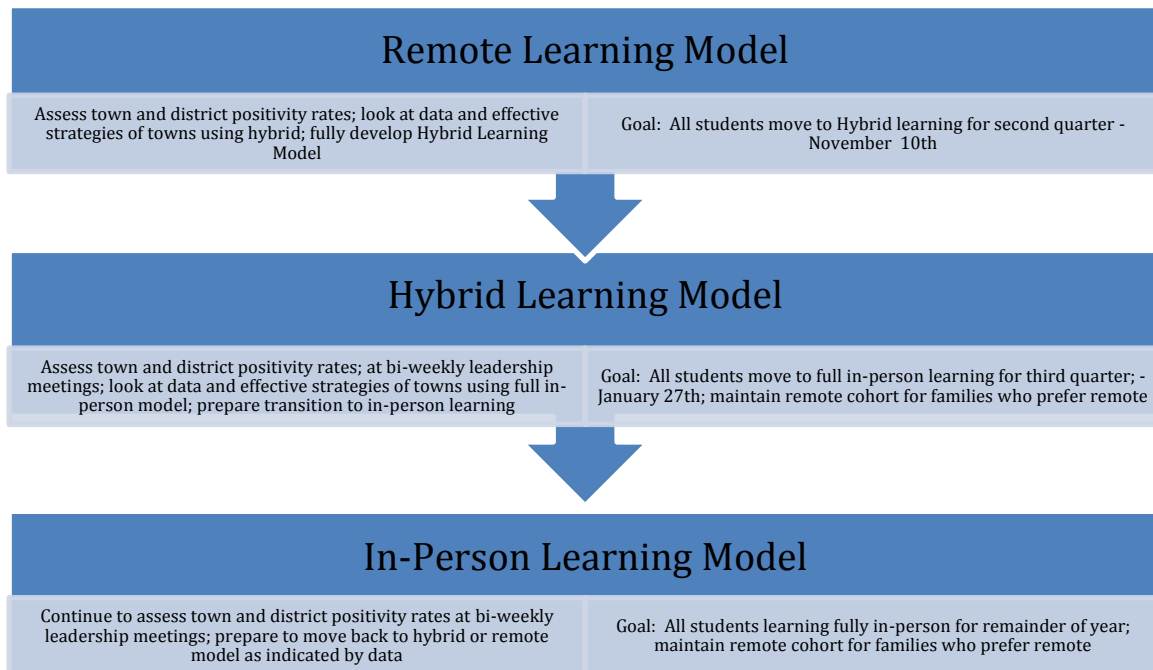 Remote Learning Model
Assess town and district positivity rates; look at data and effective
strategies of towns using hybrid; fully develop Hybrid Learning
Model
Goal: All students move to Hybrid learning for second quarter -
November 10th
Hybrid Learning Model
Assess town and district positivity rates; at bi-weekly leadership
meetings; look at data and effective strategies of towns using full in-
person model; prepare transition to in-person learning
Goal: All students move to full in-person learning for third quarter; -
January 27th; maintain remote cohort for families who prefer remote
In-Person Learning Model
Continue to assess town and district positivity rates at bi-weekly
leadership meetings; prepare to move back to hybrid or remote
model as indicated by data
Goal: All students learning fully in-person for remainder of year;
maintain remote cohort for families who prefer remote